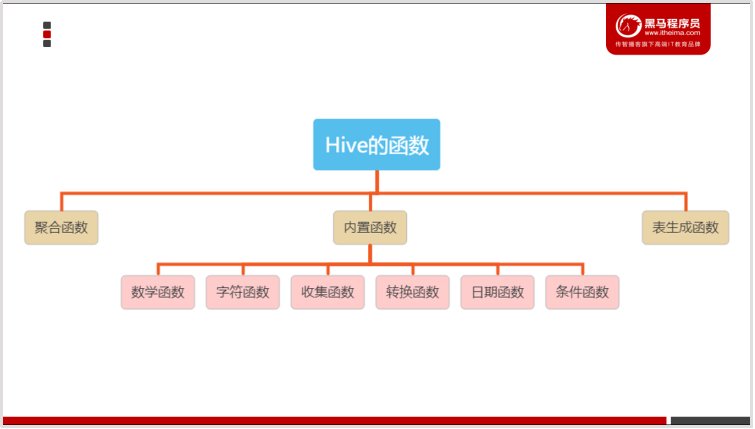 黑马程序员
www.itheima.com
传智播客旗下高端IT教育品牌
Hive的函数
聚合函数
内置函数
表生成函数
数学函数
字符函数
收集函数
转换函数
日期函数
条件函数